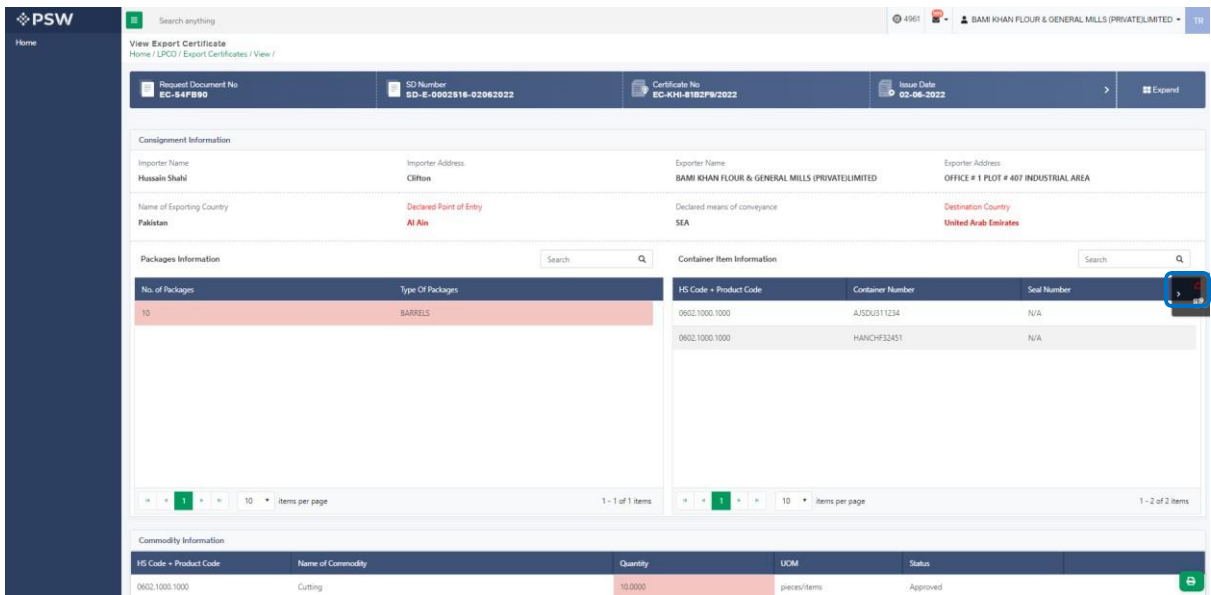 PSW
Search anything
4961
BAMI KHAN FLOUR & GENERAL MILLS (PRIVATE)LIMITED
TR
Home
View Export Certificate
Home / LPCO / Export Certificates / View /
Request Document No
EC-54FB90
SD Number
SD-E-0002516-02062022
Certificate No
EC-KHI-81B2F9/2022
Issue Date
02-06-2022
Expand
Consignment Information
Importer Name
Hussain Shahi
Importer Address
Clifton
Exporter Name
BAMI KHAN FLOUR & GENERAL MILLS (PRIVATE)LIMITED
Exporter Address
OFFICE # 1 PLOT # 407 INDUSTRIAL AREA
Name of Exporting Country
Pakistan
Declared Point of Entry
Al Ain
Declared means of conveyance
SEA
Destination Country
United Arab Emirates
Packages Information
Search
Container Item Information
Search
No. of Packages Type Of Packages
10 BARRELS
HS Code + Product Code Container Number Seal Number
0602.1000.1000 AJSDU311234 N/A
0602.1000.1000 HANCHF32451 N/A
1 10 items per page 1 - 1 of 1 items
1 10 items per page 1 - 2 of 2 items
Commodity Information
HS Code + Product Code Name of Commodity Quantity UOM Status
0602.1000.1000 Cutting 10.0000 pieces/items Approved